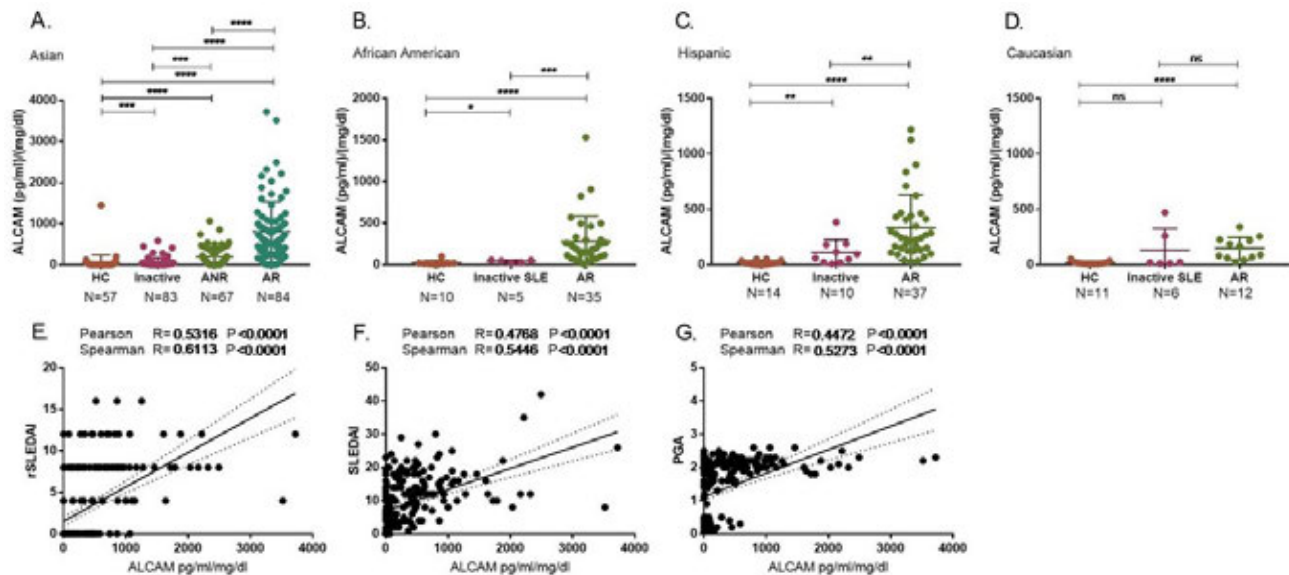 A.
Asian
****
****
***
****
****
***
4000
3000
2000
1000
0
ALCAM (pg/ml)/(mg/dl)
HC Inactive ANR AR
N=57 N=83 N=67 N=84
B.
African American
***
****
*
2000
1500
1000
500
0
ALCAM (pg/ml)/(mg/dl)
HC Inactive SLE AR
N=10 N=5 N=35
C.
Hispanic
**
****
**
1500
1000
500
0
ALCAM (pg/ml)/(mg/dl)
HC Inactive AR
N=14 N=10 N=37
D.
Caucasian
ns
****
ns
1500
1000
500
0
ALCAM (pg/ml)/(mg/dl)
HC Inactive SLE AR
N=11 N=6 N=12
E.
Pearson R=0.5316 P<0.0001
Spearman R=0.6113 P<0.0001
20
15
10
5
0
rSLEDAI
0 1000 2000 3000 4000
ALCAM pg/ml/mg/dl
F.
Pearson R=0.4768 P<0.0001
Spearman R=0.5446 P<0.0001
50
40
30
20
10
0
SLEDAI
0 1000 2000 3000 4000
ALCAM pg/ml/mg/dl
G.
Pearson R=0.4472 P<0.0001
Spearman R=0.5273 P<0.0001
5
4
3
2
1
0
PGA
0 1000 2000 3000 4000
ALCAM pg/ml/mg/dl